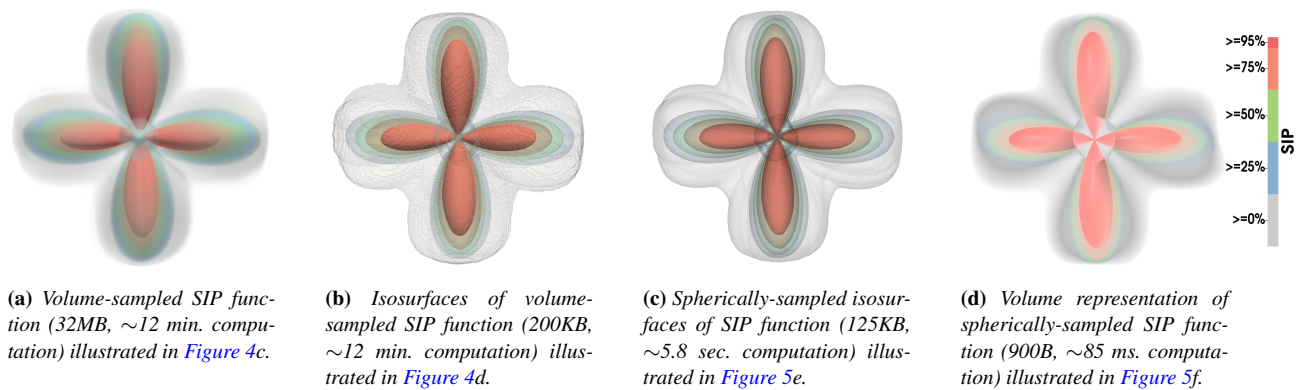 >=95%
>=75%
>=50%
>=25%
>=0%
SIP
(a) Volume-sampled SIP func-
tion (32MB, ∼12 min. compu-
tation) illustrated in Figure 4c.
(b) Isosurfaces of volume-
sampled SIP function (200KB,
∼12 min. computation) illus-
trated in Figure 4d.
(c) Spherically-sampled isosur-
faces of SIP function (125KB,
∼5.8 sec. computation) illus-
trated in Figure 5e.
(d) Volume representation of
spherically-sampled SIP func-
tion (900B, ∼85 ms. computa-
tion) illustrated in Figure 5f.